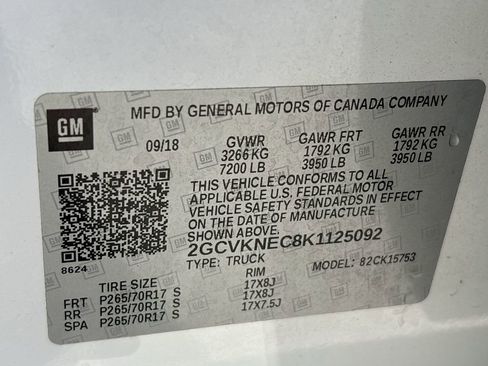 GM
MFD BY GENERAL MOTORS OF CANADA COMPANY
09/18 GVWR GAWR FRT GAWR RR
3266 KG 1792 KG 1792 KG
7200 LB 3950 LB 3950 LB
THIS VEHICLE CONFORMS TO ALL
APPLICABLE U.S. FEDERAL MOTOR
VEHICLE SAFETY STANDARDS IN EFFECT
ON THE DATE OF MANUFACTURE
SHOWN ABOVE.
2GCVKNEC8K1125092
8624 TYPE: TRUCK MODEL: 82CK15753
TIRE SIZE RIM
FRT P265/70R17 S 17X8J
RR P265/70R17 S 17X8J
SPA P265/70R17 S 17X7.5J